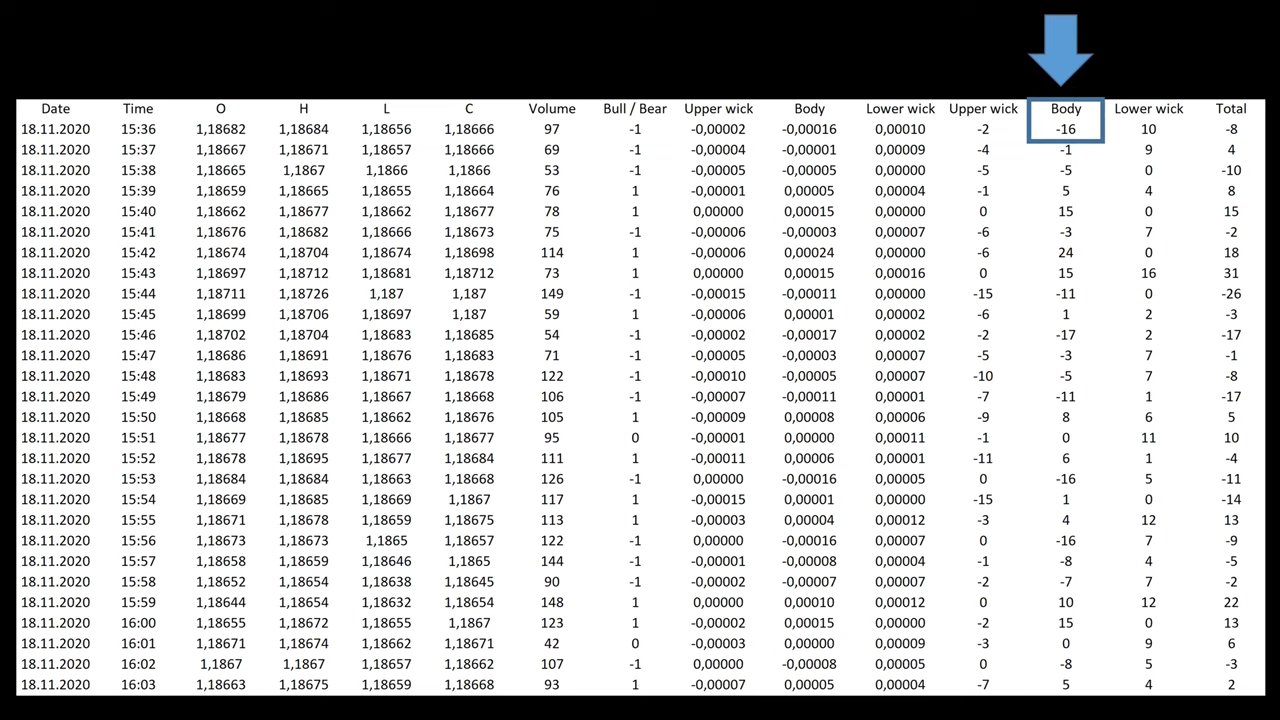 Date Time O H L C Volume Bull / Bear Upper wick Body Lower wick Upper wick Body Lower wick Total
18.11.2020 15:36 1,18682 1,18684 1,18656 1,18666 97 -1 -0,00002 -0,00016 0,00010 -2 -16 10 -8
18.11.2020 15:37 1,18667 1,18671 1,18657 1,18666 69 -1 -0,00004 -0,00001 0,00009 -4 -1 9 4
18.11.2020 15:38 1,18665 1,1867 1,1866 1,1866 53 -1 -0,00005 -0,00005 0,00000 -5 -5 0 -10
18.11.2020 15:39 1,18659 1,18665 1,18655 1,18664 76 1 -0,00001 0,00005 0,00004 -1 5 4 8
18.11.2020 15:40 1,18662 1,18677 1,18662 1,18677 78 1 0,00000 0,00015 0,00000 0 15 0 15
18.11.2020 15:41 1,18676 1,18682 1,18666 1,18673 75 -1 -0,00006 -0,00003 0,00007 -6 -3 7 -2
18.11.2020 15:42 1,18674 1,18704 1,18674 1,18698 114 1 -0,00006 0,00024 0,00000 -6 24 0 18
18.11.2020 15:43 1,18697 1,18712 1,18681 1,18712 73 1 0,00000 0,00015 0,00016 0 15 16 31
18.11.2020 15:44 1,18711 1,18726 1,187 1,187 149 -1 -0,00015 -0,00011 0,00000 -15 -11 0 -26
18.11.2020 15:45 1,18699 1,18706 1,18697 1,187 59 1 -0,00006 0,00001 0,00002 -6 1 2 -3
18.11.2020 15:46 1,18702 1,18704 1,18683 1,18685 54 -1 -0,00002 -0,00017 0,00002 -2 -17 2 -17
18.11.2020 15:47 1,18686 1,18691 1,18676 1,18683 71 -1 -0,00005 -0,00003 0,00007 -5 -3 7 -1
18.11.2020 15:48 1,18683 1,18693 1,18671 1,18678 122 -1 -0,00010 -0,00005 0,00007 -10 -5 7 -8
18.11.2020 15:49 1,18679 1,18686 1,18667 1,18668 106 -1 -0,00007 -0,00011 0,00001 -7 -11 1 -17
18.11.2020 15:50 1,18668 1,18685 1,18662 1,18676 105 1 -0,00009 0,00008 0,00006 -9 8 6 5
18.11.2020 15:51 1,18677 1,18678 1,18666 1,18677 95 0 -0,00001 0,00000 0,00011 -1 0 11 10
18.11.2020 15:52 1,18678 1,18695 1,18677 1,18684 111 1 -0,00011 0,00006 0,00001 -11 6 1 -4
18.11.2020 15:53 1,18684 1,18684 1,18663 1,18668 126 -1 0,00000 -0,00016 0,00005 0 -16 5 -11
18.11.2020 15:54 1,18669 1,18685 1,18669 1,1867 117 1 -0,00015 0,00001 0,00000 -15 1 0 -14
18.11.2020 15:55 1,18671 1,18678 1,18659 1,18675 113 1 -0,00003 0,00004 0,00012 -3 4 12 13
18.11.2020 15:56 1,18673 1,18673 1,1865 1,18657 122 -1 0,00000 -0,00016 0,00007 0 -16 7 -9
18.11.2020 15:57 1,18658 1,18659 1,18646 1,1865 144 -1 -0,00001 -0,00008 0,00004 -1 -8 4 -5
18.11.2020 15:58 1,18652 1,18654 1,18638 1,18645 90 -1 -0,00002 -0,00007 0,00007 -2 -7 7 -2
18.11.2020 15:59 1,18644 1,18654 1,18632 1,18654 148 1 0,00000 0,00010 0,00012 0 10 12 22
18.11.2020 16:00 1,18655 1,18672 1,18655 1,1867 123 1 -0,00002 0,00015 0,00000 -2 15 0 13
18.11.2020 16:01 1,18671 1,18674 1,18662 1,18671 42 0 -0,00003 0,00000 0,00009 -3 0 9 6
18.11.2020 16:02 1,1867 1,1867 1,18657 1,18662 107 -1 0,00000 -0,00008 0,00005 0 -8 5 -3
18.11.2020 16:03 1,18663 1,18675 1,18659 1,18668 93 1 -0,00007 0,00005 0,00004 -7 5 4 2